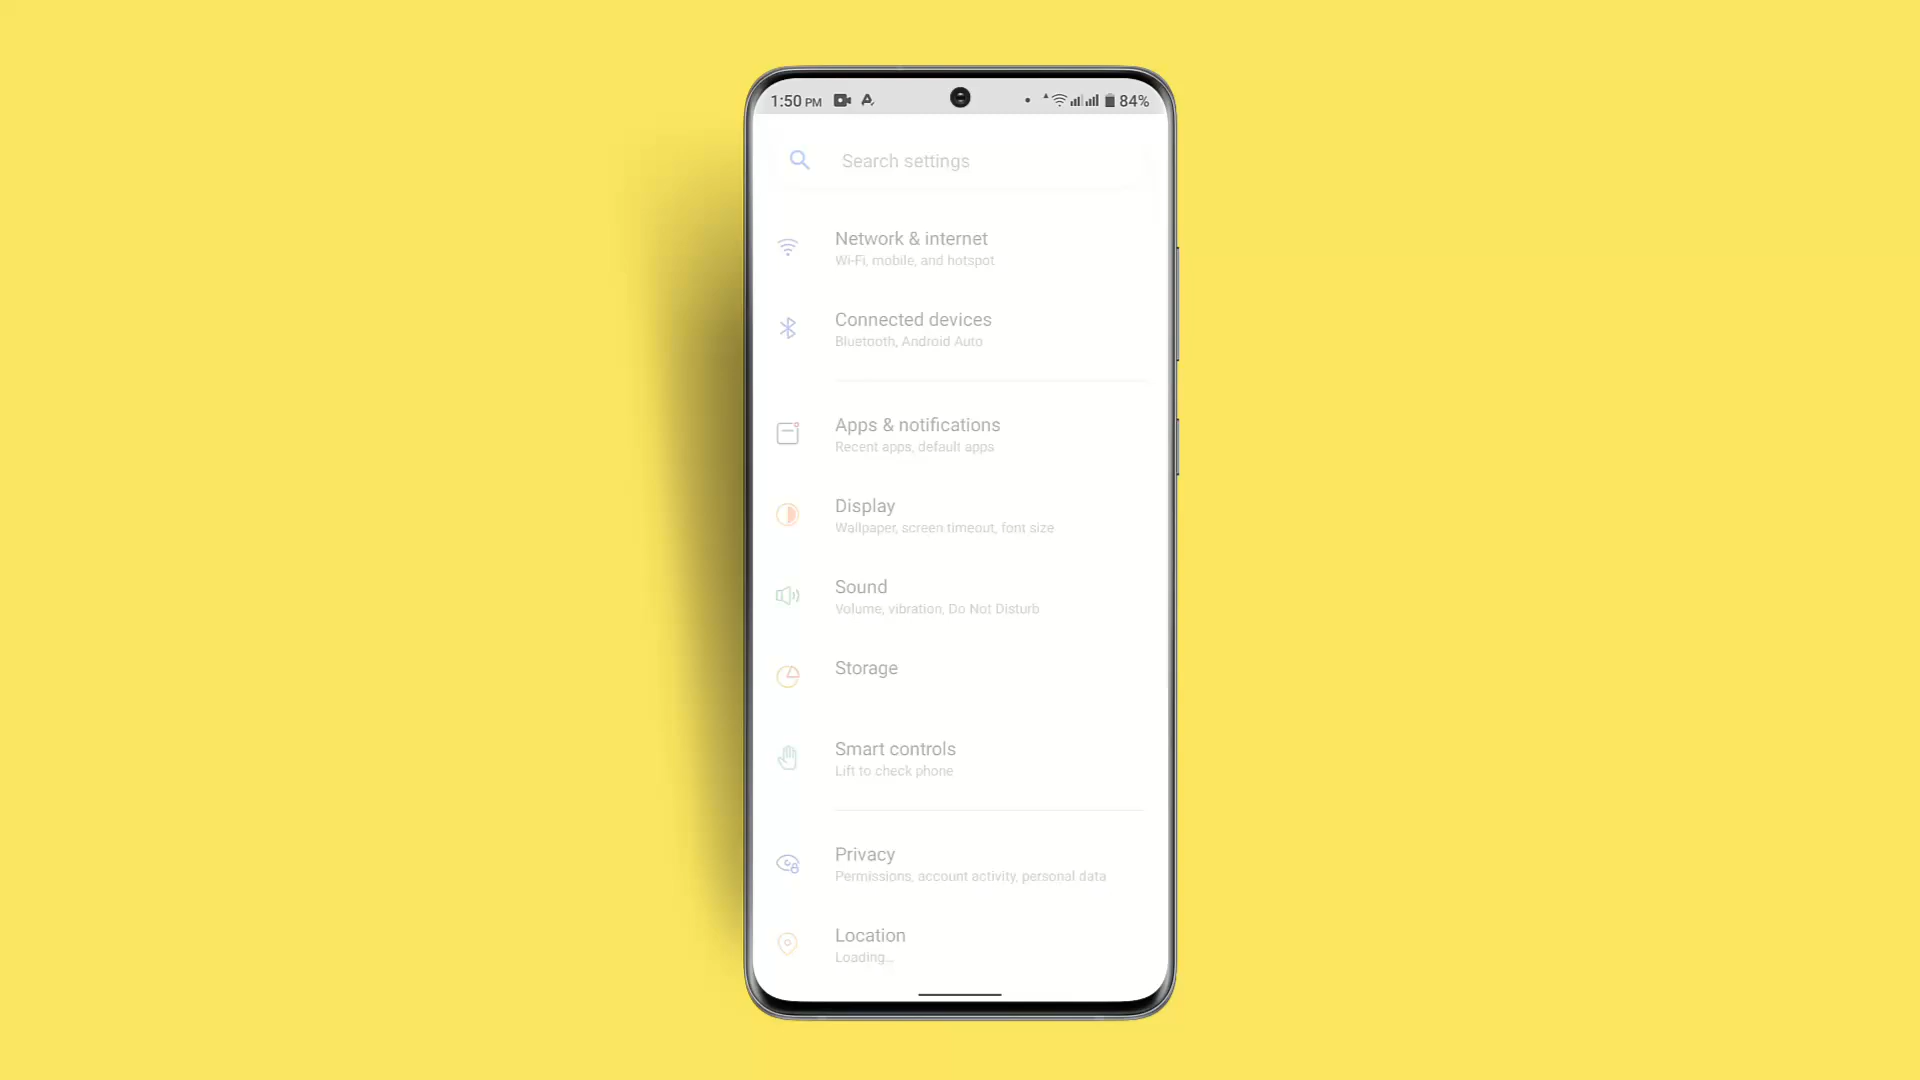 1:50 PM 84%
Search settings
Network & internet
Wi-Fi, mobile, and hotspot
Connected devices
Bluetooth, Android Auto
Apps & notifications
Recent apps, default apps
Display
Wallpaper, screen timeout, font size
Sound
Volume, vibration, Do Not Disturb
Storage
Smart controls
Lift to check phone
Privacy
Permissions, account activity, personal data
Location
Loading...